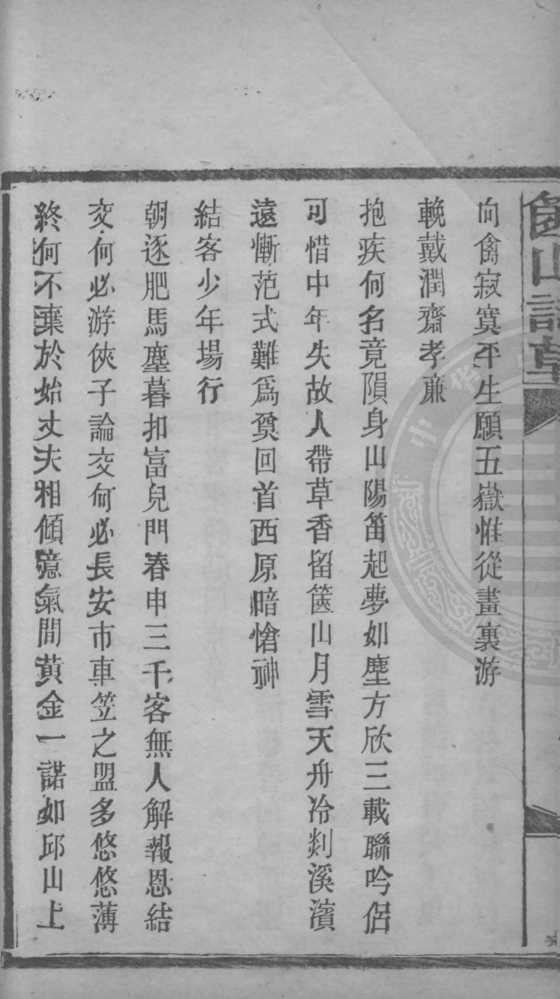 向禽寂寞平生願五嶽惟從畫裏游
輓戴潤齋孝廉
抱疾何名竟隕身山陽笛起夢如塵方欣三載聯吟侶
可惜中年失故人帶草香留篋山月雪天舟冷剡溪濱
遠慚范式難爲奠回首西原暗愴神
結客少年場行
朝逐肥馬塵暮扣富兒門春申三千客無人解報恩結
交何必游俠子論交何必長安市車笠之盟多悠悠薄
終何不棄於始丈夫相傾意氣間黃金一諾如邱山上
山詩草